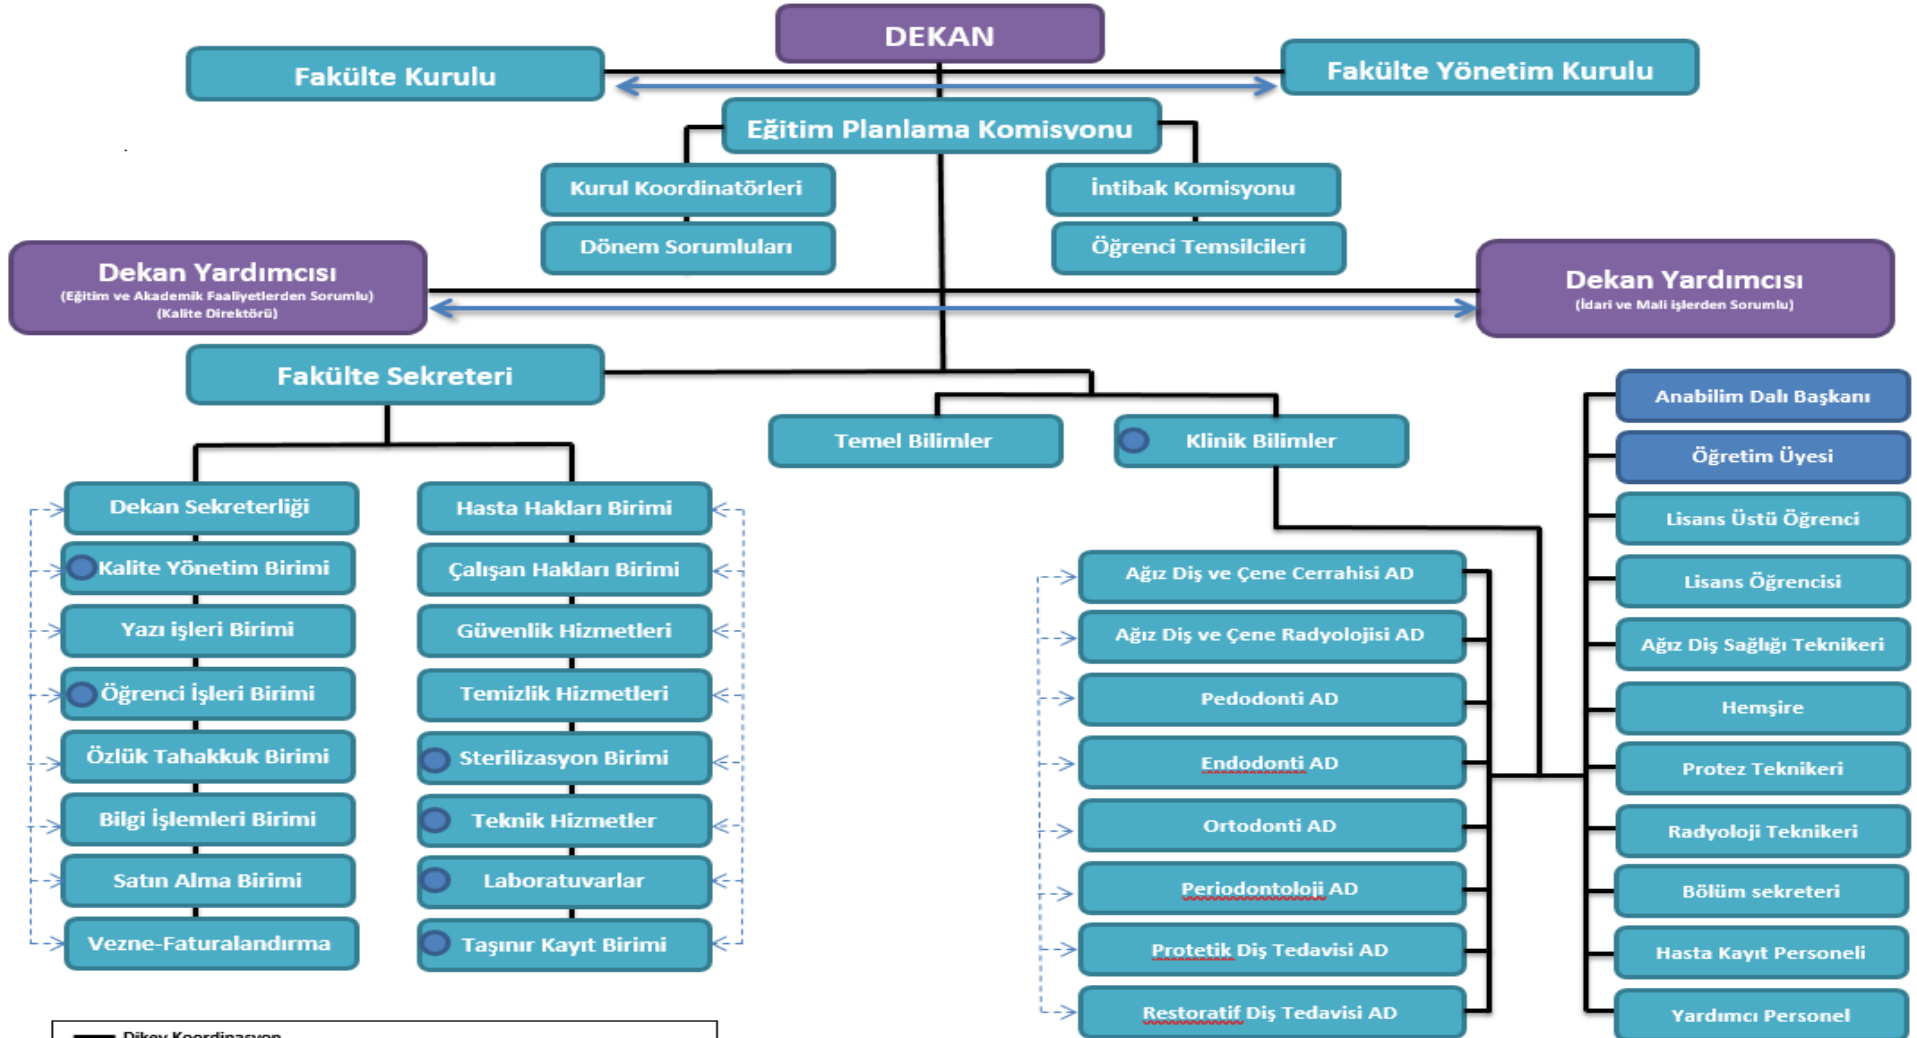 DEKAN
Fakülte Kurulu
Fakülte Yönetim Kurulu
Eğitim Planlama Komisyonu
Kurul Koordinatörleri
İntibak Komisyonu
Dönem Sorumluları
Öğrenci Temsilcileri
Dekan Yardımcısı
(Eğitim ve Akademik Faaliyetlerden Sorumlu)
(Kalite Direktörü)
Dekan Yardımcısı
(İdari ve Mali işlerden Sorumlu)
Fakülte Sekreteri
Temel Bilimler
Klinik Bilimler
Dekan Sekreterliği
Kalite Yönetim Birimi
Yazı işleri Birimi
Öğrenci İşleri Birimi
Özlük Tahakkuk Birimi
Bilgi İşlemleri Birimi
Satın Alma Birimi
Vezne-Faturalandırma
Hasta Hakları Birimi
Çalışan Hakları Birimi
Güvenlik Hizmetleri
Temizlik Hizmetleri
Sterilizasyon Birimi
Teknik Hizmetler
Laboratuvarlar
Taşınır Kayıt Birimi
Ağız Diş ve Çene Cerrahisi AD
Ağız Diş ve Çene Radyolojisi AD
Pedodonti AD
Endodonti AD
Ortodonti AD
Periodontoloji AD
Protetik Diş Tedavisi AD
Restoratif Diş Tedavisi AD
Anabilim Dalı Başkanı
Öğretim Üyesi
Lisans Üstü Öğrenci
Lisans Öğrencisi
Ağız Diş Sağlığı Teknikeri
Hemşire
Protez Teknikeri
Radyoloji Teknikeri
Bölüm sekreteri
Hasta Kayıt Personeli
Yardımcı Personel
Dikey Koordinasyon